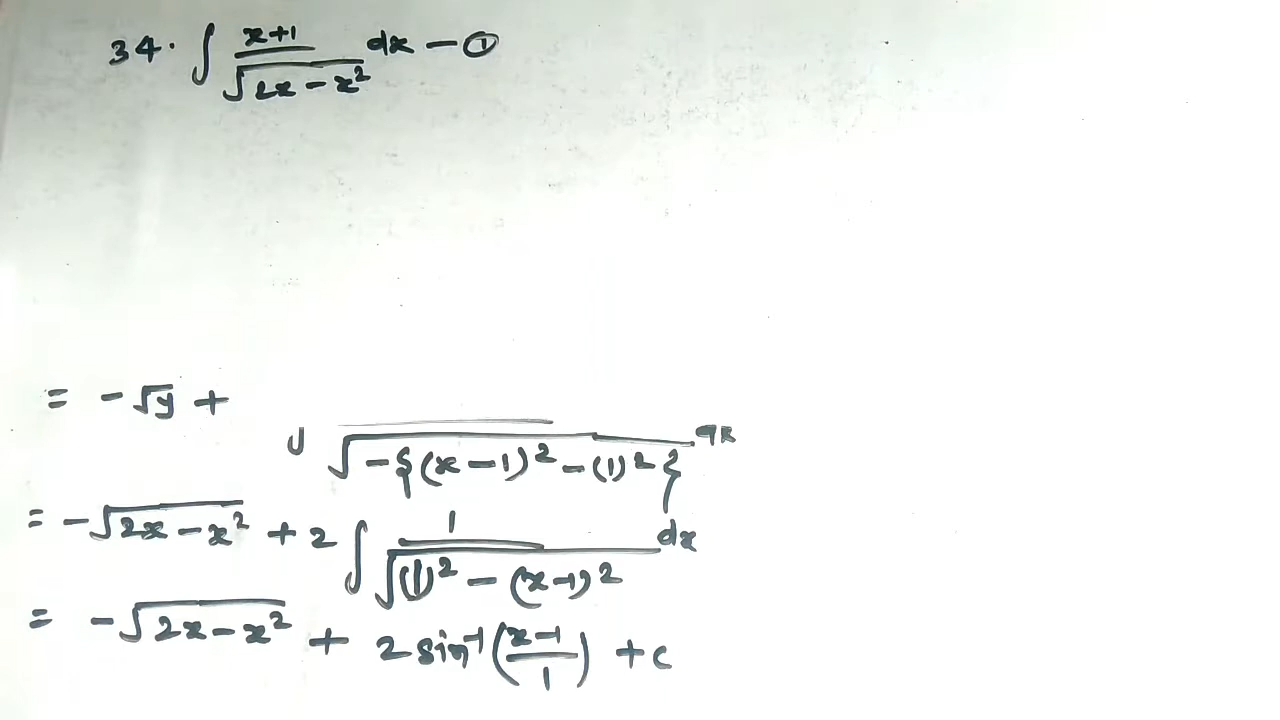 34. ∫ (x+1)/√(2x − x²) dx − ①
= −√y +
√(−{(x−1)² − (1)²}) dx
= −√(2x − x²) + 2 ∫ 1/√((1)² − (x−1)²) dx
= −√(2x − x²) + 2 sin⁻¹((x−1)/1) + c